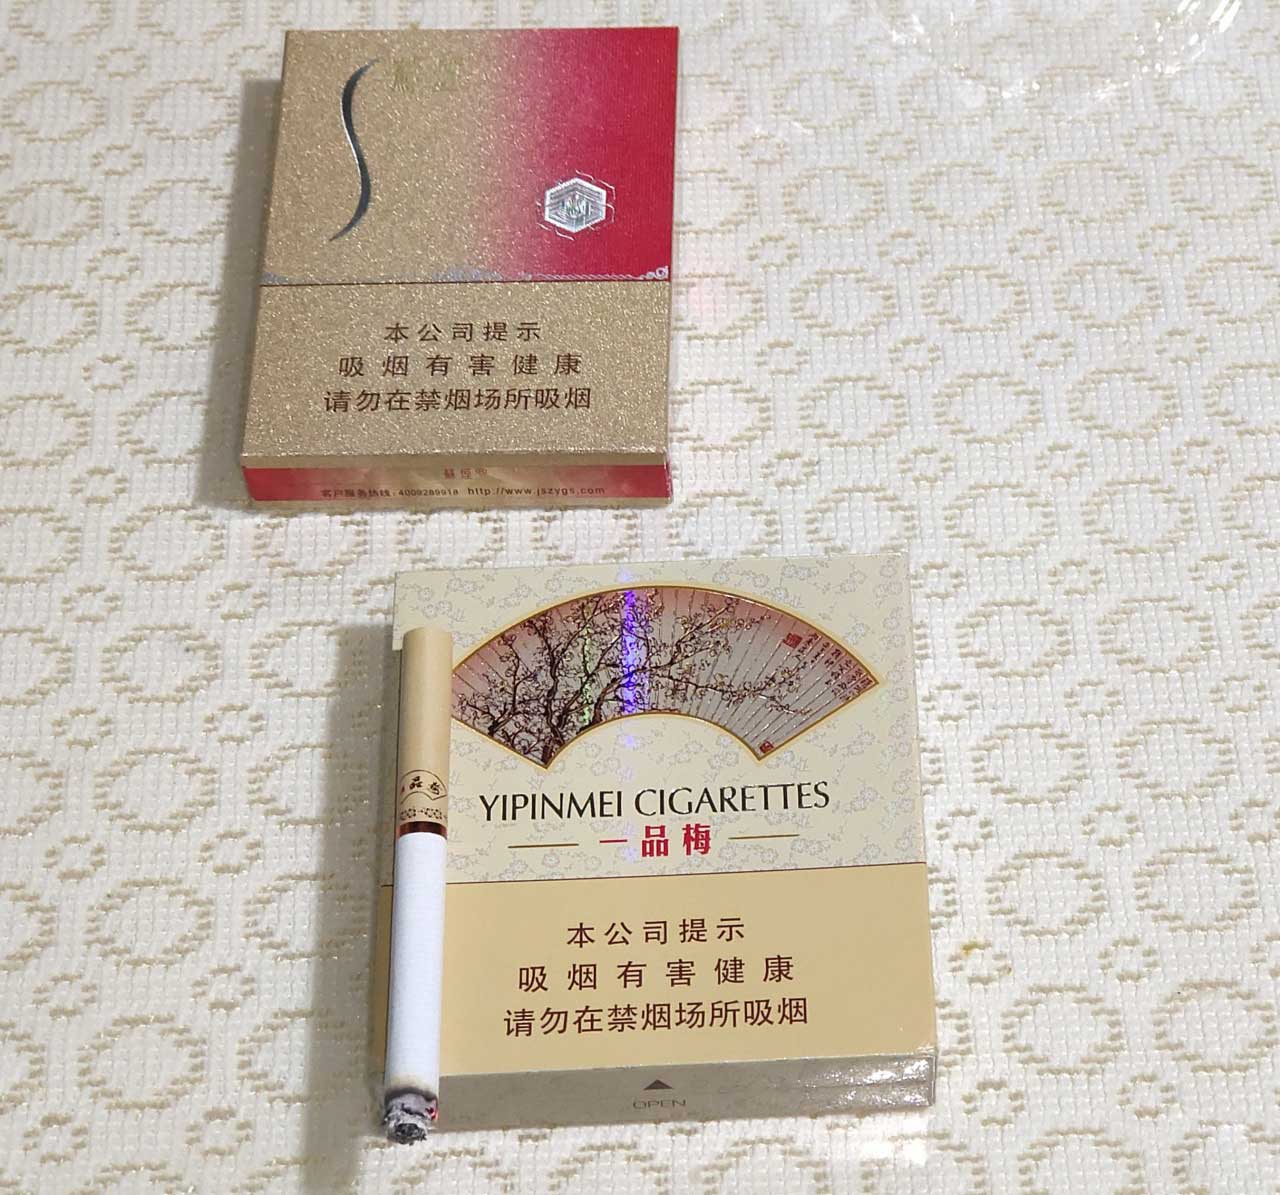 本公司提示
吸烟有害健康
请勿在禁烟场所吸烟
客户服务热线:4009289918 http://www.jszygs.com
YIPINMEI CIGARETTES
一品梅
本公司提示
吸烟有害健康
请勿在禁烟场所吸烟
OPEN